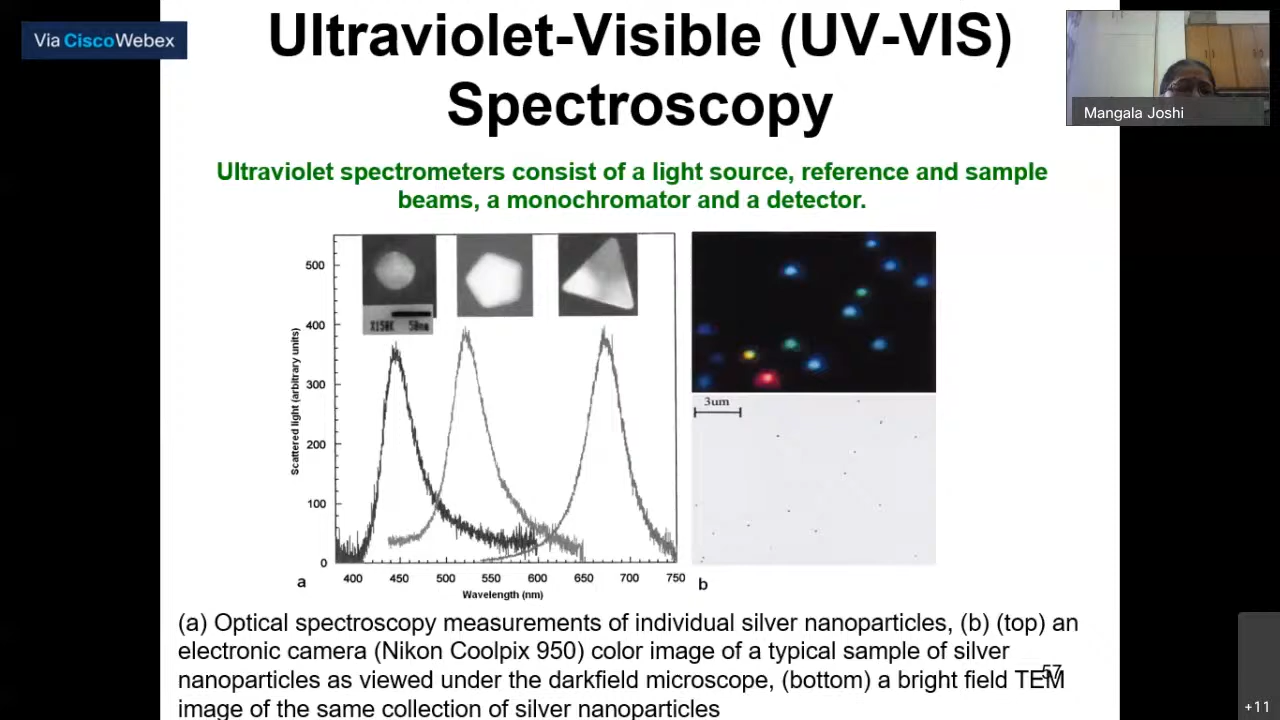 Via CiscoWebex
Ultraviolet-Visible (UV-VIS)
Spectroscopy
Mangala Joshi
Ultraviolet spectrometers consist of a light source, reference and sample
beams, a monochromator and a detector.
500
400
300
200
100
0
Scattered light (arbitrary units)
X150K 50nm
400 450 500 550 600 650 700 750
Wavelength (nm)
a
3um
b
(a) Optical spectroscopy measurements of individual silver nanoparticles, (b) (top) an
electronic camera (Nikon Coolpix 950) color image of a typical sample of silver
nanoparticles as viewed under the darkfield microscope, (bottom) a bright field TEM
image of the same collection of silver nanoparticles
57
+11